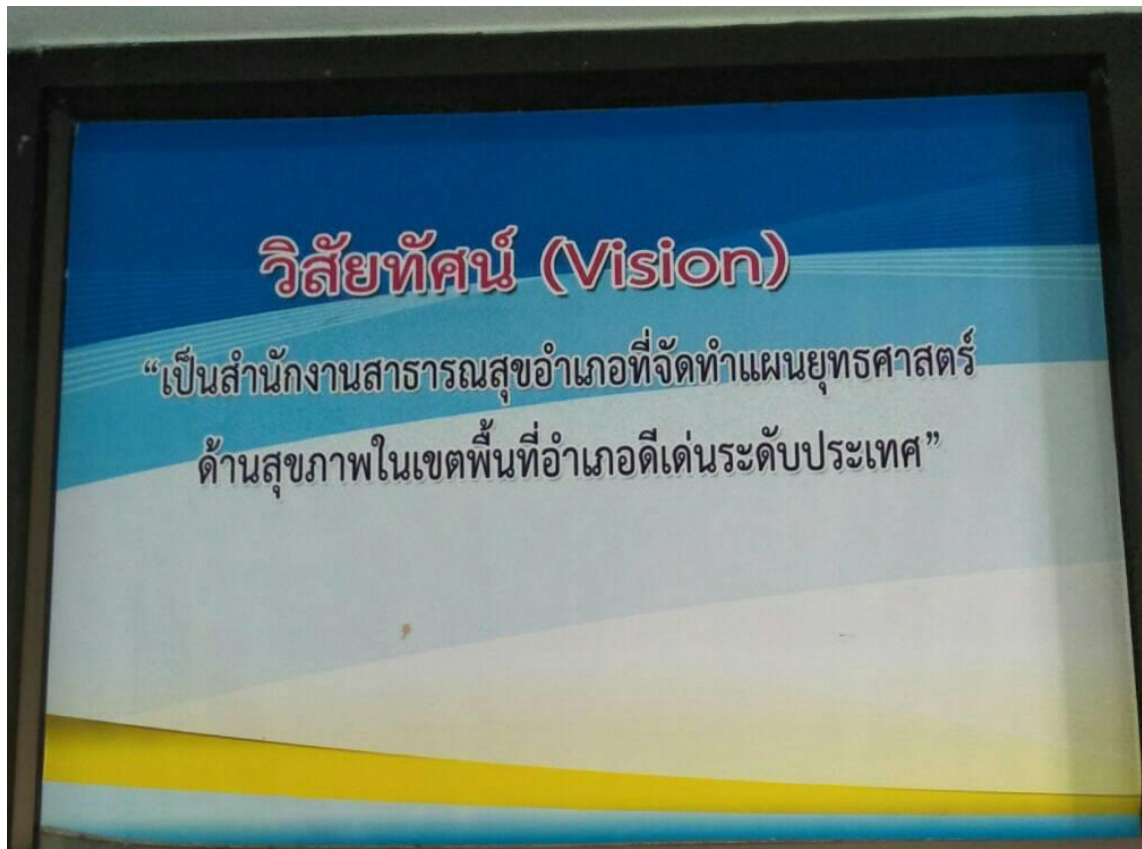 วิสัยทัศน์ (Vision)
“เป็นสำนักงานสาธารณสุขอำเภอที่จัดทำแผนยุทธศาสตร์
ด้านสุขภาพในเขตพื้นที่อำเภอดีเด่นระดับประเทศ”